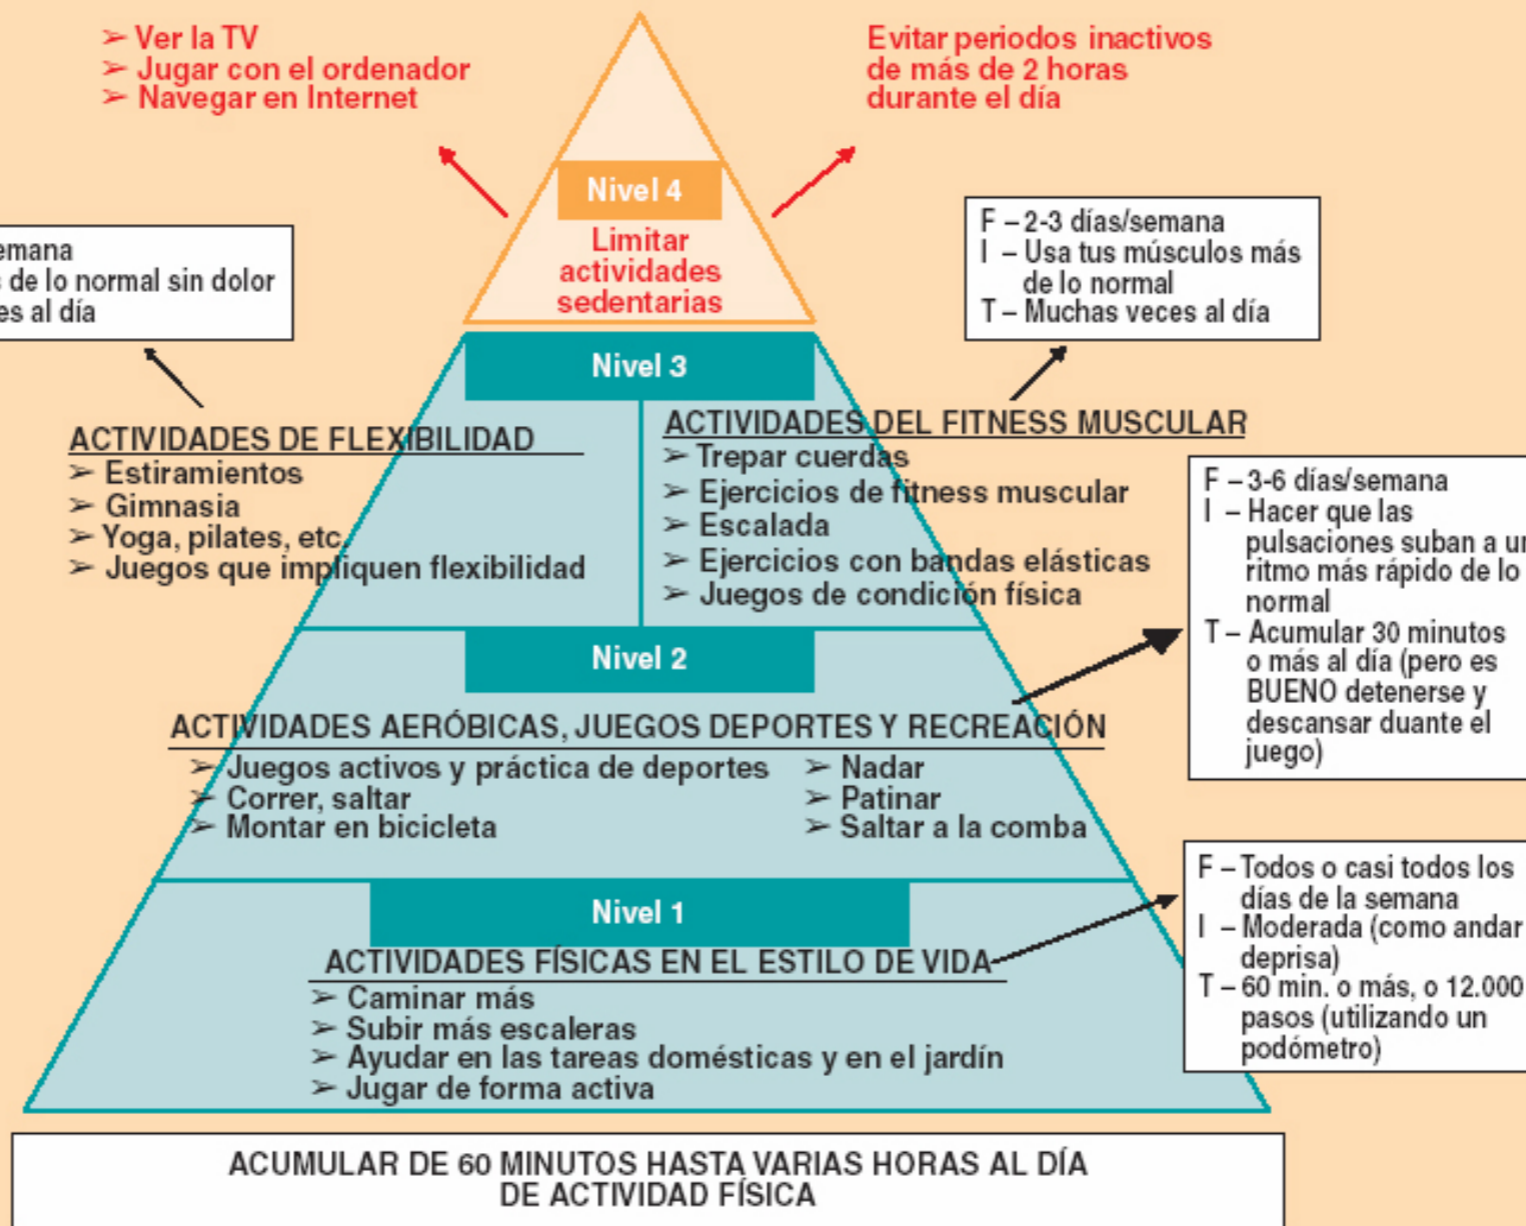 ➢ Ver la TV
➢ Jugar con el ordenador
➢ Navegar en Internet
Evitar periodos inactivos
de más de 2 horas
durante el día
Nivel 4
Limitar
actividades
sedentarias
de lo normal sin dolor
al día
F – 2-3 días/semana
I – Usa tus músculos más
de lo normal
T – Muchas veces al día
Nivel 3
ACTIVIDADES DE FLEXIBILIDAD
➢ Estiramientos
➢ Gimnasia
➢ Yoga, pilates, etc.
➢ Juegos que impliquen flexibilidad
ACTIVIDADES DEL FITNESS MUSCULAR
➢ Trepar cuerdas
➢ Ejercicios de fitness muscular
➢ Escalada
➢ Ejercicios con bandas elásticas
➢ Juegos de condición física
F – 3-6 días/semana
I – Hacer que las
pulsaciones suban a un
ritmo más rápido de lo
normal
T – Acumular 30 minutos
o más al día (pero es
BUENO detenerse y
descansar duante el
juego)
Nivel 2
ACTIVIDADES AERÓBICAS, JUEGOS DEPORTES Y RECREACIÓN
➢ Juegos activos y práctica de deportes
➢ Correr, saltar
➢ Montar en bicicleta
➢ Nadar
➢ Patinar
➢ Saltar a la comba
Nivel 1
ACTIVIDADES FÍSICAS EN EL ESTILO DE VIDA
➢ Caminar más
➢ Subir más escaleras
➢ Ayudar en las tareas domésticas y en el jardín
➢ Jugar de forma activa
F – Todos o casi todos los
días de la semana
I – Moderada (como andar
deprisa)
T – 60 min. o más, o 12.000
pasos (utilizando un
podómetro)
ACUMULAR DE 60 MINUTOS HASTA VARIAS HORAS AL DÍA
DE ACTIVIDAD FÍSICA